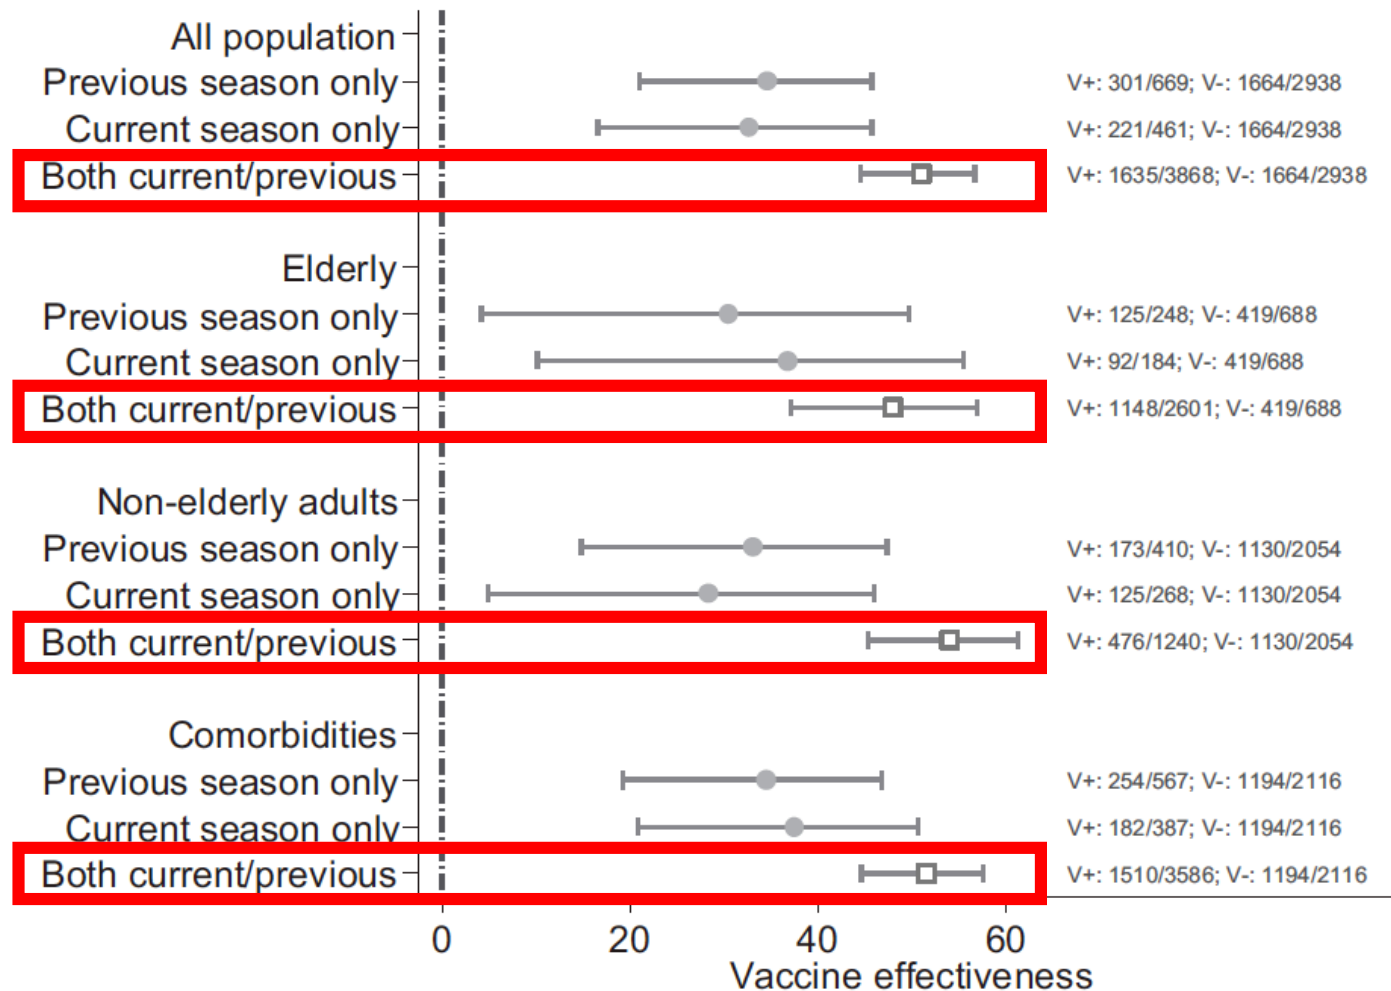 All population
Previous season only V+: 301/669; V-: 1664/2938
Current season only V+: 221/461; V-: 1664/2938
Both current/previous V+: 1635/3868; V-: 1664/2938
Elderly
Previous season only V+: 125/248; V-: 419/688
Current season only V+: 92/184; V-: 419/688
Both current/previous V+: 1148/2601; V-: 419/688
Non-elderly adults
Previous season only V+: 173/410; V-: 1130/2054
Current season only V+: 125/268; V-: 1130/2054
Both current/previous V+: 476/1240; V-: 1130/2054
Comorbidities
Previous season only V+: 254/567; V-: 1194/2116
Current season only V+: 182/387; V-: 1194/2116
Both current/previous V+: 1510/3586; V-: 1194/2116
0 20 40 60
Vaccine effectiveness